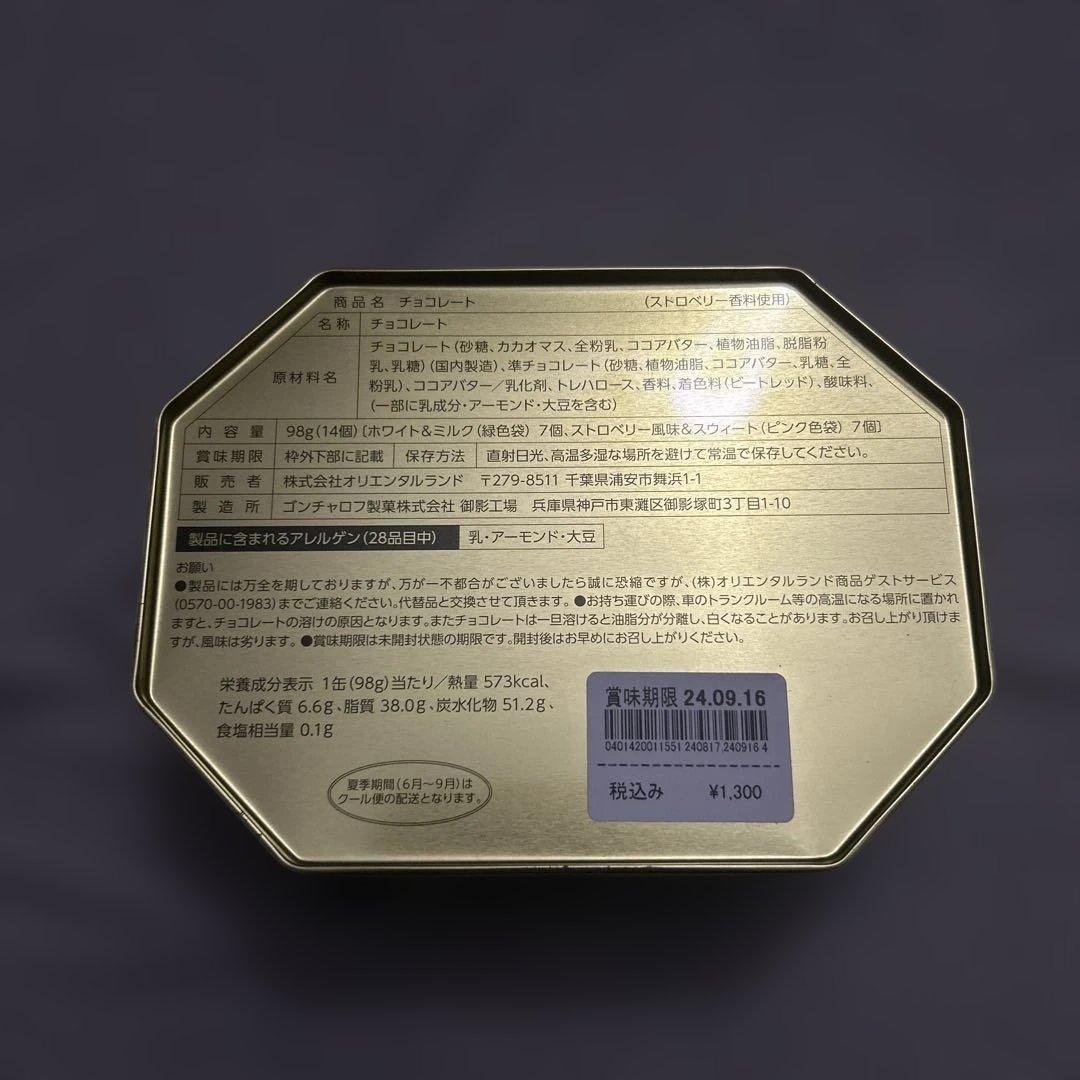 商品名 チョコレート (ストロベリー香料使用)
名称 チョコレート
原材料名 チョコレート(砂糖、カカオマス、全粉乳、ココアバター、植物油脂、脱脂粉
乳、乳糖)(国内製造)、準チョコレート(砂糖、植物油脂、ココアバター、乳糖、全
粉乳)、ココアバター/乳化剤、トレハロース、香料、着色料(ビートレッド)、酸味料、
(一部に乳成分・アーモンド・大豆を含む)
内容量 98g(14個)〔ホワイト&ミルク(緑色袋) 7個、ストロベリー風味&スウィート(ピンク色袋) 7個〕
賞味期限 枠外下部に記載 保存方法 直射日光、高温多湿な場所を避けて常温で保存してください。
販売者 株式会社オリエンタルランド 〒279-8511 千葉県浦安市舞浜1-1
製造所 ゴンチャロフ製菓株式会社 御影工場 兵庫県神戸市東灘区御影塚町3丁目1-10
製品に含まれるアレルゲン(28品目中) 乳・アーモンド・大豆
お願い
●製品には万全を期しておりますが、万が一不都合がございましたら誠に恐縮ですが、(株)オリエンタルランド商品ゲストサービス
(0570-00-1983)までご連絡ください。代替品と交換させて頂きます。●お持ち運びの際、車のトランクルーム等の高温になる場所に置かれ
ますと、チョコレートの溶けの原因となります。またチョコレートは一旦溶けると油脂分が分離し、白くなることがあります。お召し上がり頂けま
すが、風味は劣ります。●賞味期限は未開封状態の期限です。開封後はお早めにお召し上がりください。
栄養成分表示 1缶(98g)当たり/熱量 573kcal、
たんぱく質 6.6g、脂質 38.0g、炭水化物 51.2g、
食塩相当量 0.1g
夏季期間(6月〜9月)は
クール便の配送となります。
賞味期限 24.09.16
0401420011551 240817 240916 4
税込み ¥1,300